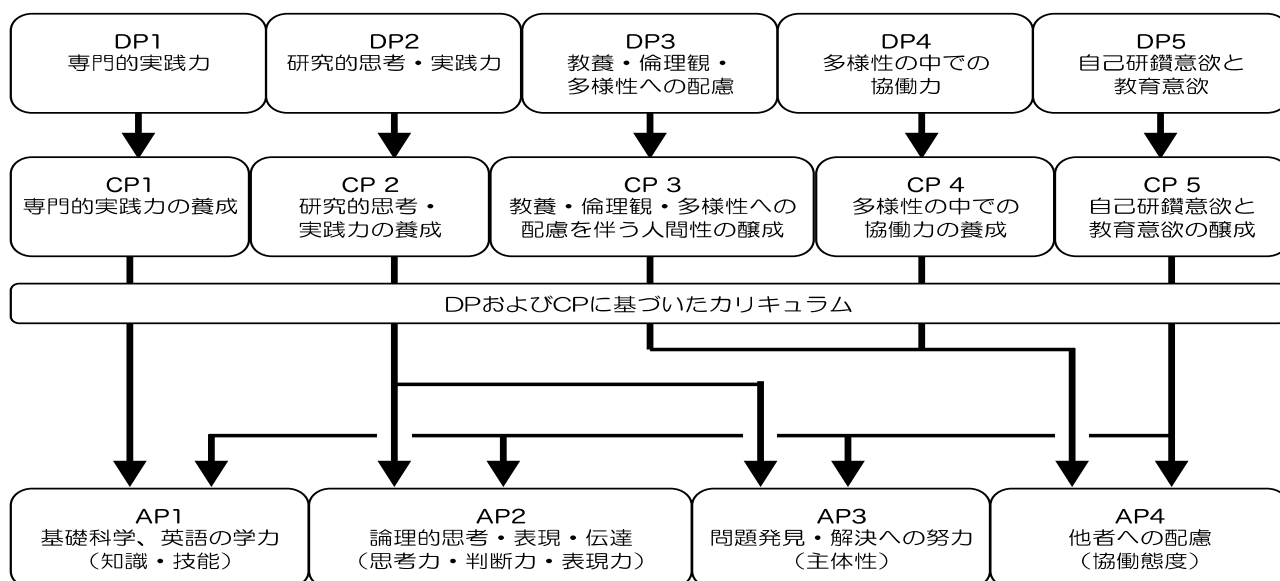 DP1
専門的実践力
DP2
研究的思考・実践力
DP3
教養・倫理観・
多様性への配慮
DP4
多様性の中での
協働力
DP5
自己研鑽意欲と
教育意欲
CP1
専門的実践力の養成
CP 2
研究的思考・
実践力の養成
CP 3
教養・倫理観・多様性への
配慮を伴う人間性の醸成
CP 4
多様性の中での
協働力の養成
CP 5
自己研鑽意欲と
教育意欲の醸成
DPおよびCPに基づいたカリキュラム
AP1
基礎科学、英語の学力
（知識・技能）
AP2
論理的思考・表現・伝達
（思考力・判断力・表現力）
AP3
問題発見・解決への努力
（主体性）
AP4
他者への配慮
（協働態度）